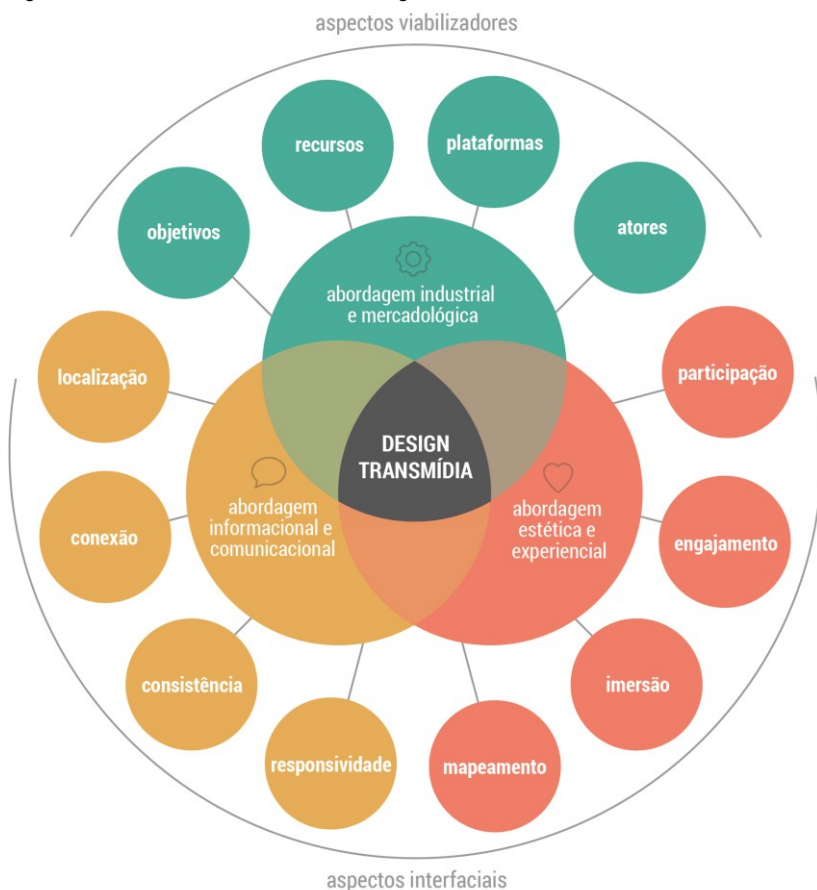 aspectos viabilizadores
recursos
plataformas
objetivos
atores
abordagem industrial
e mercadológica
localização
participação
DESIGN
TRANSMÍDIA
abordagem
informacional e
comunicacional
abordagem
estética e
experiencial
conexão
engajamento
consistência
imersão
responsividade
mapeamento
aspectos interfaciais